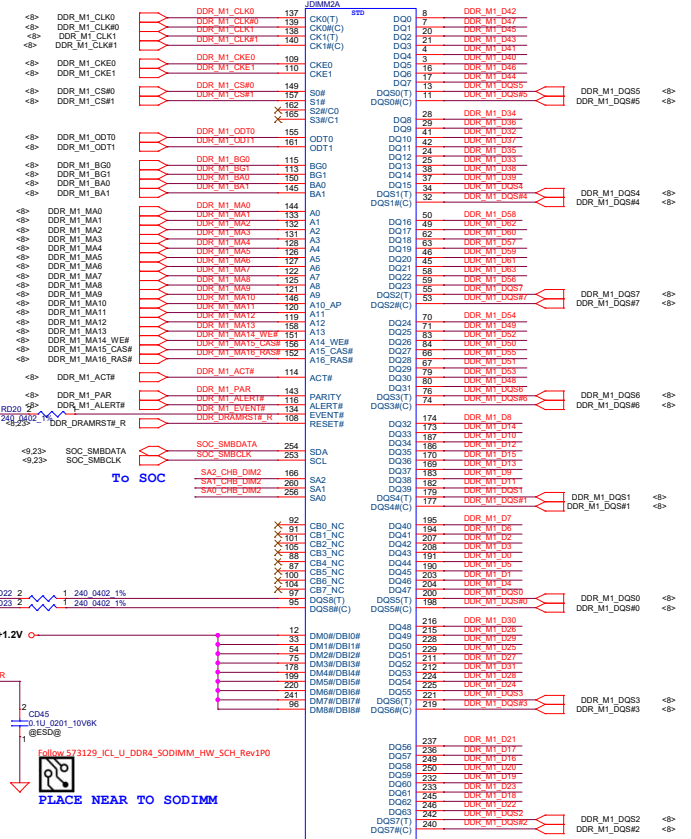 JDIMM2A
STD
<8> DDR_M1_CLK0 DDR_M1_CLK0 137 CK0(T)
<8> DDR_M1_CLK#0 DDR_M1_CLK#0 139 CK0#(C)
<8> DDR_M1_CLK1 DDR_M1_CLK1 138 CK1(T)
<8> DDR_M1_CLK#1 DDR_M1_CLK#1 140 CK1#(C)
<8> DDR_M1_CKE0 DDR_M1_CKE0 109 CKE0
<8> DDR_M1_CKE1 DDR_M1_CKE1 110 CKE1
<8> DDR_M1_CS#0 DDR_M1_CS#0 149 S0#
<8> DDR_M1_CS#1 DDR_M1_CS#1 157 S1#
162 S2#/C0
165 S3#/C1
<8> DDR_M1_ODT0 DDR_M1_ODT0 155 ODT0
<8> DDR_M1_ODT1 DDR_M1_ODT1 161 ODT1
<8> DDR_M1_BG0 DDR_M1_BG0 115 BG0
<8> DDR_M1_BG1 DDR_M1_BG1 113 BG1
<8> DDR_M1_BA0 DDR_M1_BA0 150 BA0
<8> DDR_M1_BA1 DDR_M1_BA1 145 BA1
<8> DDR_M1_MA0 DDR_M1_MA0 144 A0
<8> DDR_M1_MA1 DDR_M1_MA1 133 A1
<8> DDR_M1_MA2 DDR_M1_MA2 132 A2
<8> DDR_M1_MA3 DDR_M1_MA3 131 A3
<8> DDR_M1_MA4 DDR_M1_MA4 128 A4
<8> DDR_M1_MA5 DDR_M1_MA5 126 A5
<8> DDR_M1_MA6 DDR_M1_MA6 127 A6
<8> DDR_M1_MA7 DDR_M1_MA7 122 A7
<8> DDR_M1_MA8 DDR_M1_MA8 125 A8
<8> DDR_M1_MA9 DDR_M1_MA9 121 A9
<8> DDR_M1_MA10 DDR_M1_MA10 146 A10_AP
<8> DDR_M1_MA11 DDR_M1_MA11 120 A11
<8> DDR_M1_MA12 DDR_M1_MA12 119 A12
<8> DDR_M1_MA13 DDR_M1_MA13 158 A13
<8> DDR_M1_MA14_WE# DDR_M1_MA14_WE# 151 A14_WE#
<8> DDR_M1_MA15_CAS# DDR_M1_MA15_CAS# 156 A15_CAS#
<8> DDR_M1_MA16_RAS# DDR_M1_MA16_RAS# 152 A16_RAS#
<8> DDR_M1_ACT# DDR_M1_ACT# 114 ACT#
<8> DDR_M1_PAR DDR_M1_PAR 143 PARITY
<8> DDR_M1_ALERT# DDR_M1_ALERT# 116 ALERT#
RD20 2 1 DDR_M1_EVENT# 134 EVENT#
240_0402_1%
<8,23> DDR_DRAMRST#_R DDR_DRAMRST#_R 108 RESET#
<9,23> SOC_SMBDATA SOC_SMBDATA 254 SDA
<9,23> SOC_SMBCLK SOC_SMBCLK 253 SCL
To SOC
SA2_CHB_DIM2 166 SA2
SA1_CHB_DIM2 260 SA1
SA0_CHB_DIM2 256 SA0
92 CB0_NC
91 CB1_NC
101 CB2_NC
105 CB3_NC
88 CB4_NC
87 CB5_NC
100 CB6_NC
104 CB7_NC
D22 2 1 240_0402_1% 97 DQS8(T)
D23 2 1 240_0402_1% 95 DQS8#(C)
+1.2V
12 DM0#/DBI0#
33 DM1#/DBI1#
54 DM2#/DBI2#
75 DM3#/DBI3#
178 DM4#/DBI4#
199 DM5#/DBI5#
220 DM6#/DBI6#
241 DM7#/DBI7#
96 DM8#/DBI8#
R
2
CD45
0.1U_0201_10V6K
@ESD@
1
Follow 573129_ICL_U_DDR4_SODIMM_HW_SCH_Rev1P0
PLACE NEAR TO SODIMM
DQ0 8 DDR_M1_D42
DQ1 7 DDR_M1_D47
DQ2 20 DDR_M1_D45
DQ3 21 DDR_M1_D43
DQ4 4 DDR_M1_D41
DQ5 3 DDR_M1_D40
DQ6 16 DDR_M1_D46
DQ7 17 DDR_M1_D44
DQS0(T) 13 DDR_M1_DQS5 DDR_M1_DQS5 <8>
DQS0#(C) 11 DDR_M1_DQS#5 DDR_M1_DQS#5 <8>
DQ8 28 DDR_M1_D34
DQ9 29 DDR_M1_D36
DQ10 41 DDR_M1_D32
DQ11 42 DDR_M1_D37
DQ12 24 DDR_M1_D35
DQ13 25 DDR_M1_D33
DQ14 38 DDR_M1_D38
DQ15 37 DDR_M1_D39
DQS1(T) 34 DDR_M1_DQS4 DDR_M1_DQS4 <8>
DQS1#(C) 32 DDR_M1_DQS#4 DDR_M1_DQS#4 <8>
DQ16 50 DDR_M1_D58
DQ17 49 DDR_M1_D62
DQ18 62 DDR_M1_D60
DQ19 63 DDR_M1_D57
DQ20 46 DDR_M1_D59
DQ21 45 DDR_M1_D61
DQ22 58 DDR_M1_D63
DQ23 59 DDR_M1_D56
DQS2(T) 55 DDR_M1_DQS7 DDR_M1_DQS7 <8>
DQS2#(C) 53 DDR_M1_DQS#7 DDR_M1_DQS#7 <8>
DQ24 70 DDR_M1_D54
DQ25 71 DDR_M1_D49
DQ26 83 DDR_M1_D52
DQ27 84 DDR_M1_D50
DQ28 66 DDR_M1_D55
DQ29 67 DDR_M1_D51
DQ30 79 DDR_M1_D53
DQ31 80 DDR_M1_D48
DQS3(T) 76 DDR_M1_DQS6 DDR_M1_DQS6 <8>
DQS3#(C) 74 DDR_M1_DQS#6 DDR_M1_DQS#6 <8>
DQ32 174 DDR_M1_D8
DQ33 173 DDR_M1_D14
DQ34 187 DDR_M1_D10
DQ35 186 DDR_M1_D12
DQ36 170 DDR_M1_D15
DQ37 169 DDR_M1_D13
DQ38 183 DDR_M1_D9
DQ39 182 DDR_M1_D11
DQS4(T) 179 DDR_M1_DQS1 DDR_M1_DQS1 <8>
DQS4#(C) 177 DDR_M1_DQS#1 DDR_M1_DQS#1 <8>
DQ40 195 DDR_M1_D7
DQ41 194 DDR_M1_D6
DQ42 207 DDR_M1_D2
DQ43 208 DDR_M1_D3
DQ44 191 DDR_M1_D0
DQ45 190 DDR_M1_D5
DQ46 203 DDR_M1_D1
DQ47 204 DDR_M1_D4
DQS5(T) 200 DDR_M1_DQS0 DDR_M1_DQS0 <8>
DQS5#(C) 198 DDR_M1_DQS#0 DDR_M1_DQS#0 <8>
DQ48 216 DDR_M1_D30
DQ49 215 DDR_M1_D26
DQ50 228 DDR_M1_D29
DQ51 229 DDR_M1_D25
DQ52 211 DDR_M1_D27
DQ53 212 DDR_M1_D31
DQ54 224 DDR_M1_D28
DQ55 225 DDR_M1_D24
DQS6(T) 221 DDR_M1_DQS3 DDR_M1_DQS3 <8>
DQS6#(C) 219 DDR_M1_DQS#3 DDR_M1_DQS#3 <8>
DQ56 237 DDR_M1_D21
DQ57 236 DDR_M1_D17
DQ58 249 DDR_M1_D16
DQ59 250 DDR_M1_D20
DQ60 232 DDR_M1_D19
DQ61 233 DDR_M1_D23
DQ62 245 DDR_M1_D18
DQ63 246 DDR_M1_D22
DQS7(T) 242 DDR_M1_DQS2 DDR_M1_DQS2 <8>
DQS7#(C) 240 DDR_M1_DQS#2 DDR_M1_DQS#2 <8>